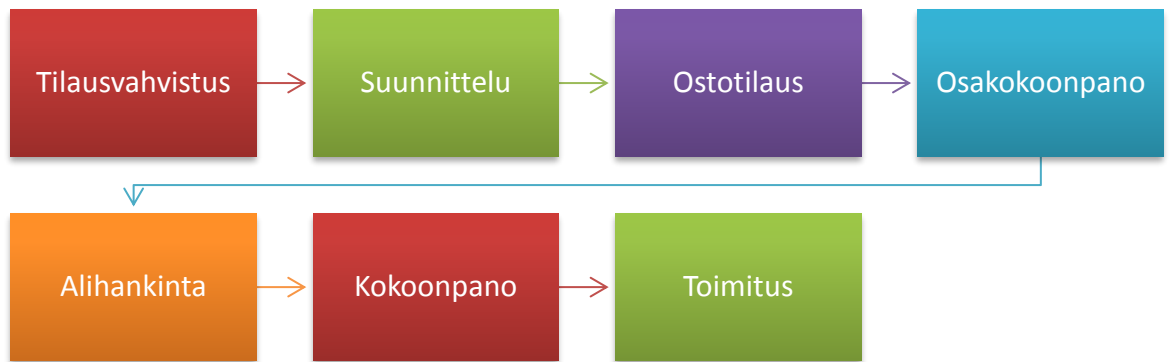 Tilausvahvistus
Suunnittelu
Ostotilaus
Osakokoonpano
Alihankinta
Kokoonpano
Toimitus